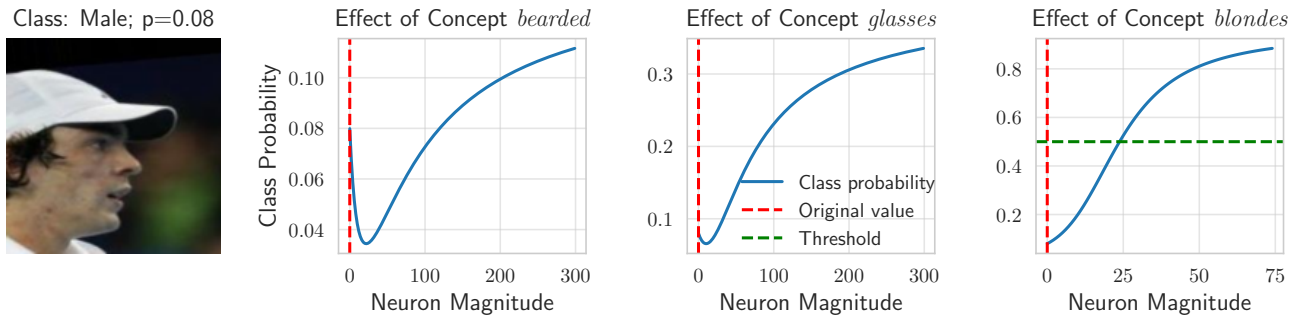 Class: Male; p=0.08
Effect of Concept bearded
Class Probability
0.10
0.08
0.06
0.04
0
100
200
300
Neuron Magnitude
Effect of Concept glasses
0.3
0.2
0.1
Class probability
Original value
Threshold
0
100
200
300
Neuron Magnitude
Effect of Concept blondes
0.8
0.6
0.4
0.2
0
25
50
75
Neuron Magnitude